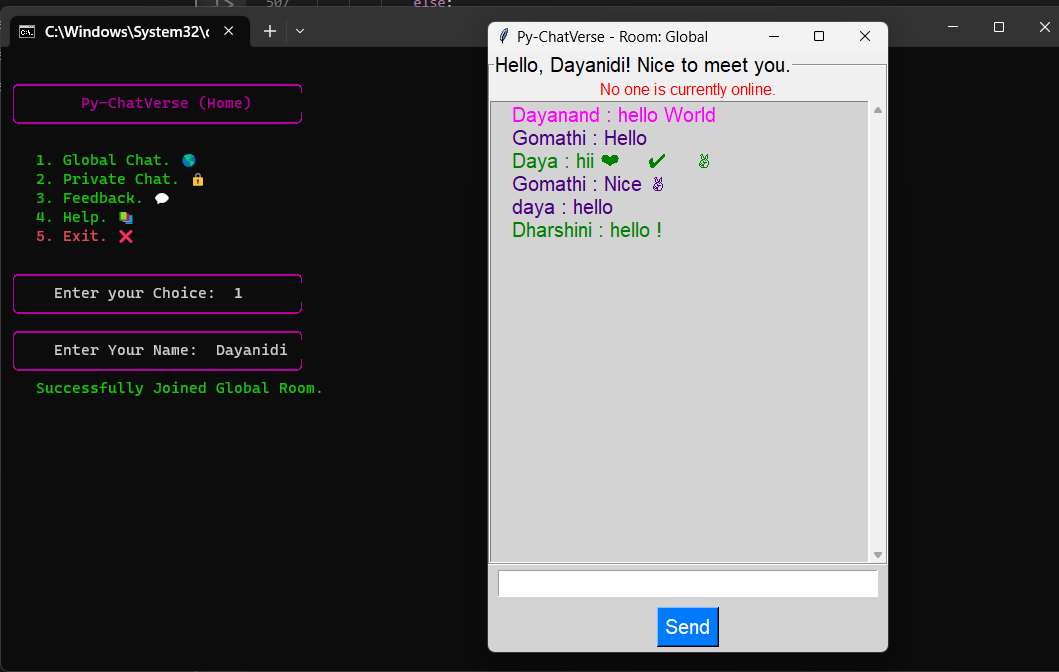 507 else:
C:\Windows\System32\c
Py-ChatVerse (Home)
1. Global Chat. 🌎
2. Private Chat. 🔒
3. Feedback. 💬
4. Help. 📚
5. Exit. ❌
Enter your Choice: 1
Enter Your Name: Dayanidi
Successfully Joined Global Room.
Py-ChatVerse - Room: Global
Hello, Dayanidi! Nice to meet you.
No one is currently online.
Dayanand : hello World
Gomathi : Hello
Daya : hii ❤ ✔ ✌
Gomathi : Nice ✌
daya : hello
Dharshini : hello !
Send